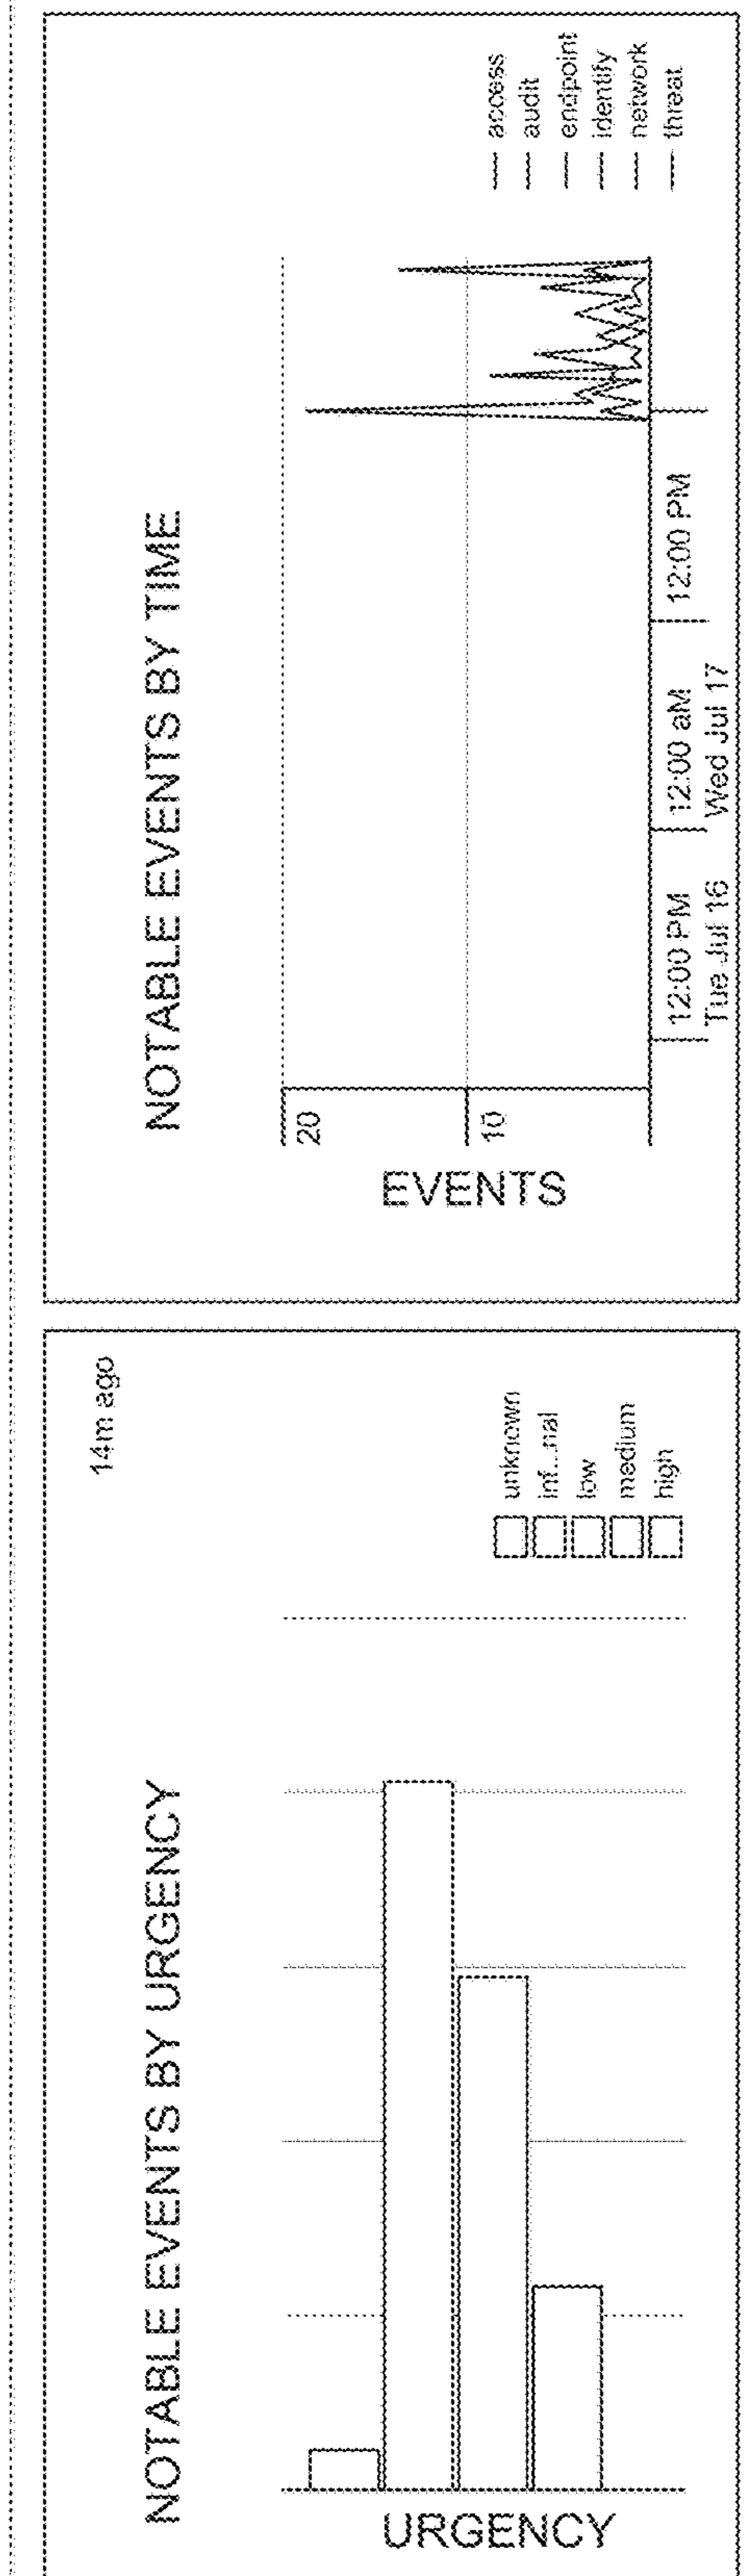 NOTABLE EVENTS BY URGENCY
14m ago
URGENCY
unknown
inf...nal
low
medium
high
NOTABLE EVENTS BY TIME
EVENTS
20
10
12:00 PM
Tue Jul 16
12:00 aM
Wed Jul 17
12:00 PM
access
audit
endpoint
identify
network
threat